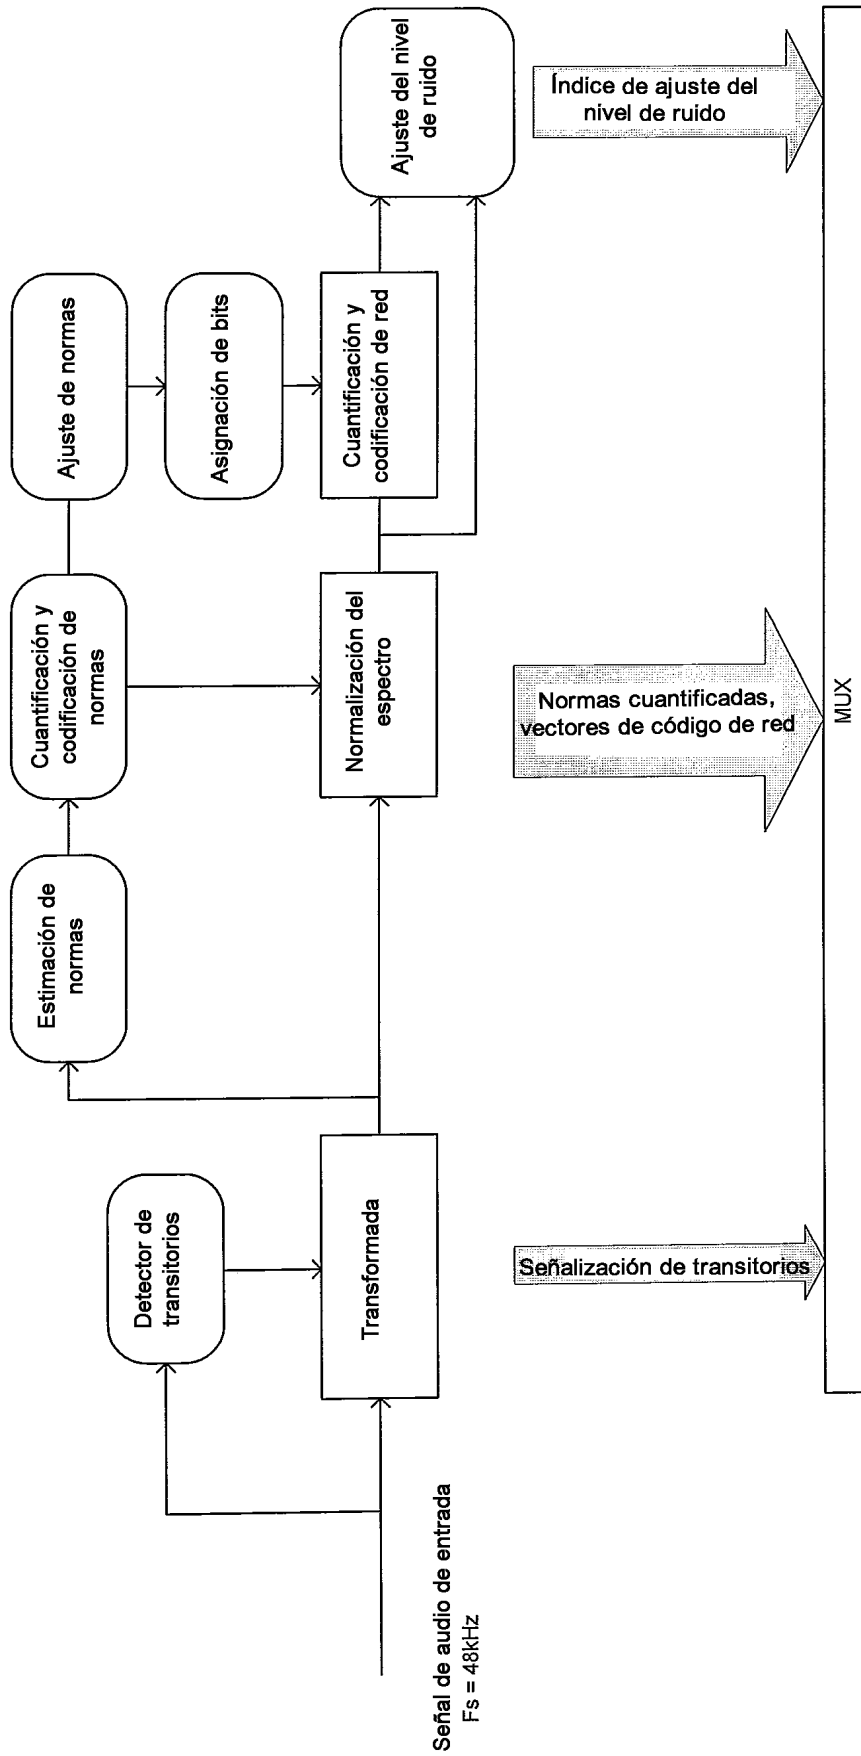 Señal de audio de entrada
Fs = 48kHz
Detector de
transitorios
Transformada
Estimación de
normas
Cuantificación y
codificación de
normas
Normalización del
espectro
Ajuste de normas
Asignación de bits
Cuantificación y
codificación de red
Ajuste del nivel
de ruido
Señalización de transitorios
Normas cuantificadas,
vectores de código de red
Índice de ajuste del
nivel de ruido
MUX